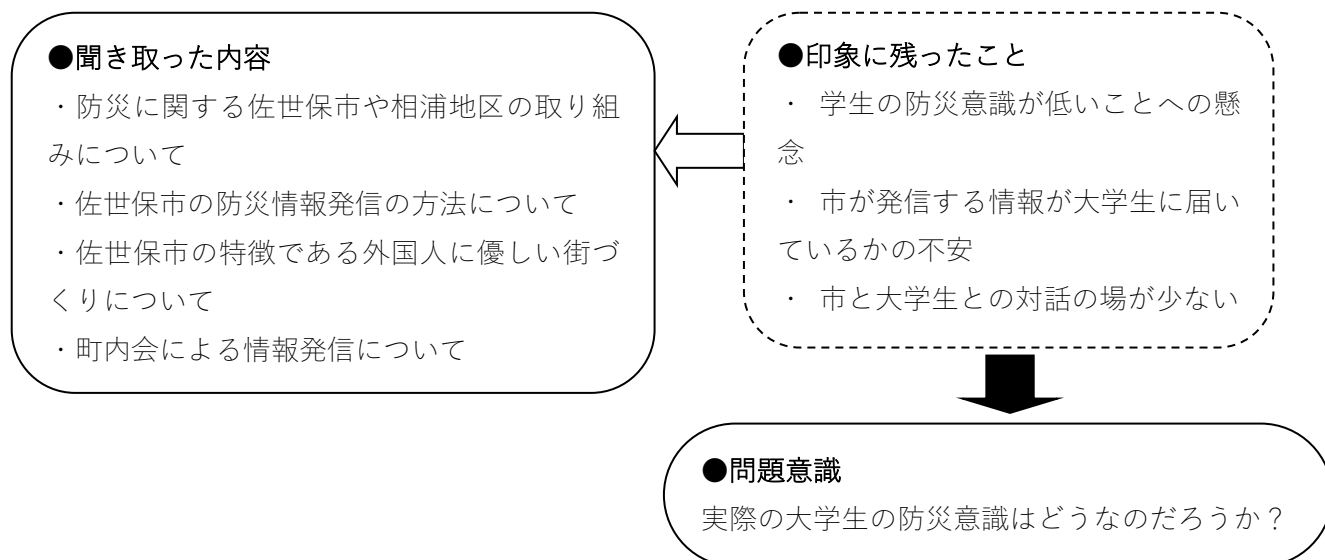 ●聞き取った内容
・防災に関する佐世保市や相浦地区の取り組
みについて
・佐世保市の防災情報発信の方法について
・佐世保市の特徴である外国人に優しい街づ
くりについて
・町内会による情報発信について
●印象に残ったこと
・ 学生の防災意識が低いことへの懸
念
・ 市が発信する情報が大学生に届い
ているかの不安
・ 市と大学生との対話の場が少ない
●問題意識
実際の大学生の防災意識はどうなのだろうか？